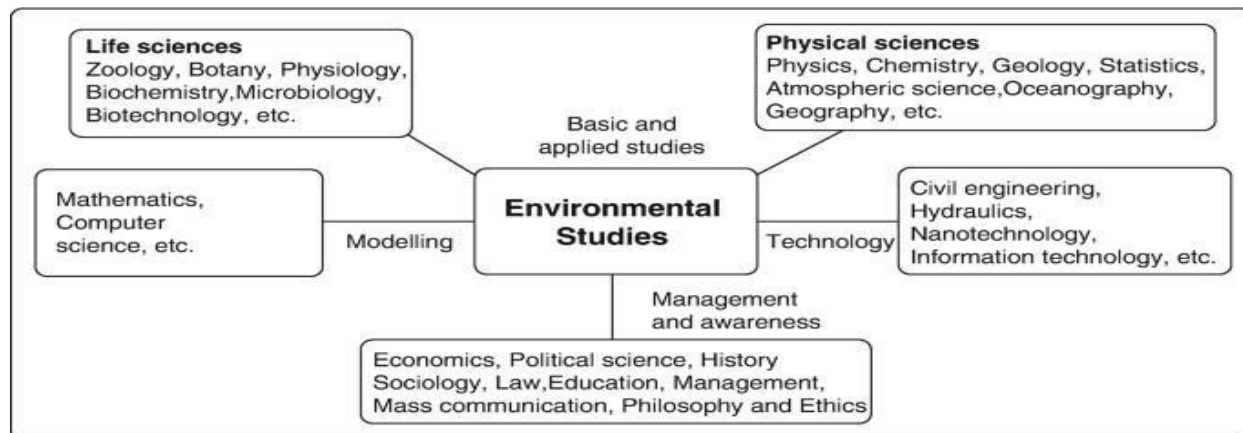 Life sciences
Zoology, Botany, Physiology,
Biochemistry,Microbiology,
Biotechnology, etc.
Physical sciences
Physics, Chemistry, Geology, Statistics,
Atmospheric science,Oceanography,
Geography, etc.
Basic and
applied studies
Mathematics,
Computer
science, etc.
Modelling
Environmental
Studies
Technology
Civil engineering,
Hydraulics,
Nanotechnology,
Information technology, etc.
Management
and awareness
Economics, Political science, History
Sociology, Law,Education, Management,
Mass communication, Philosophy and Ethics